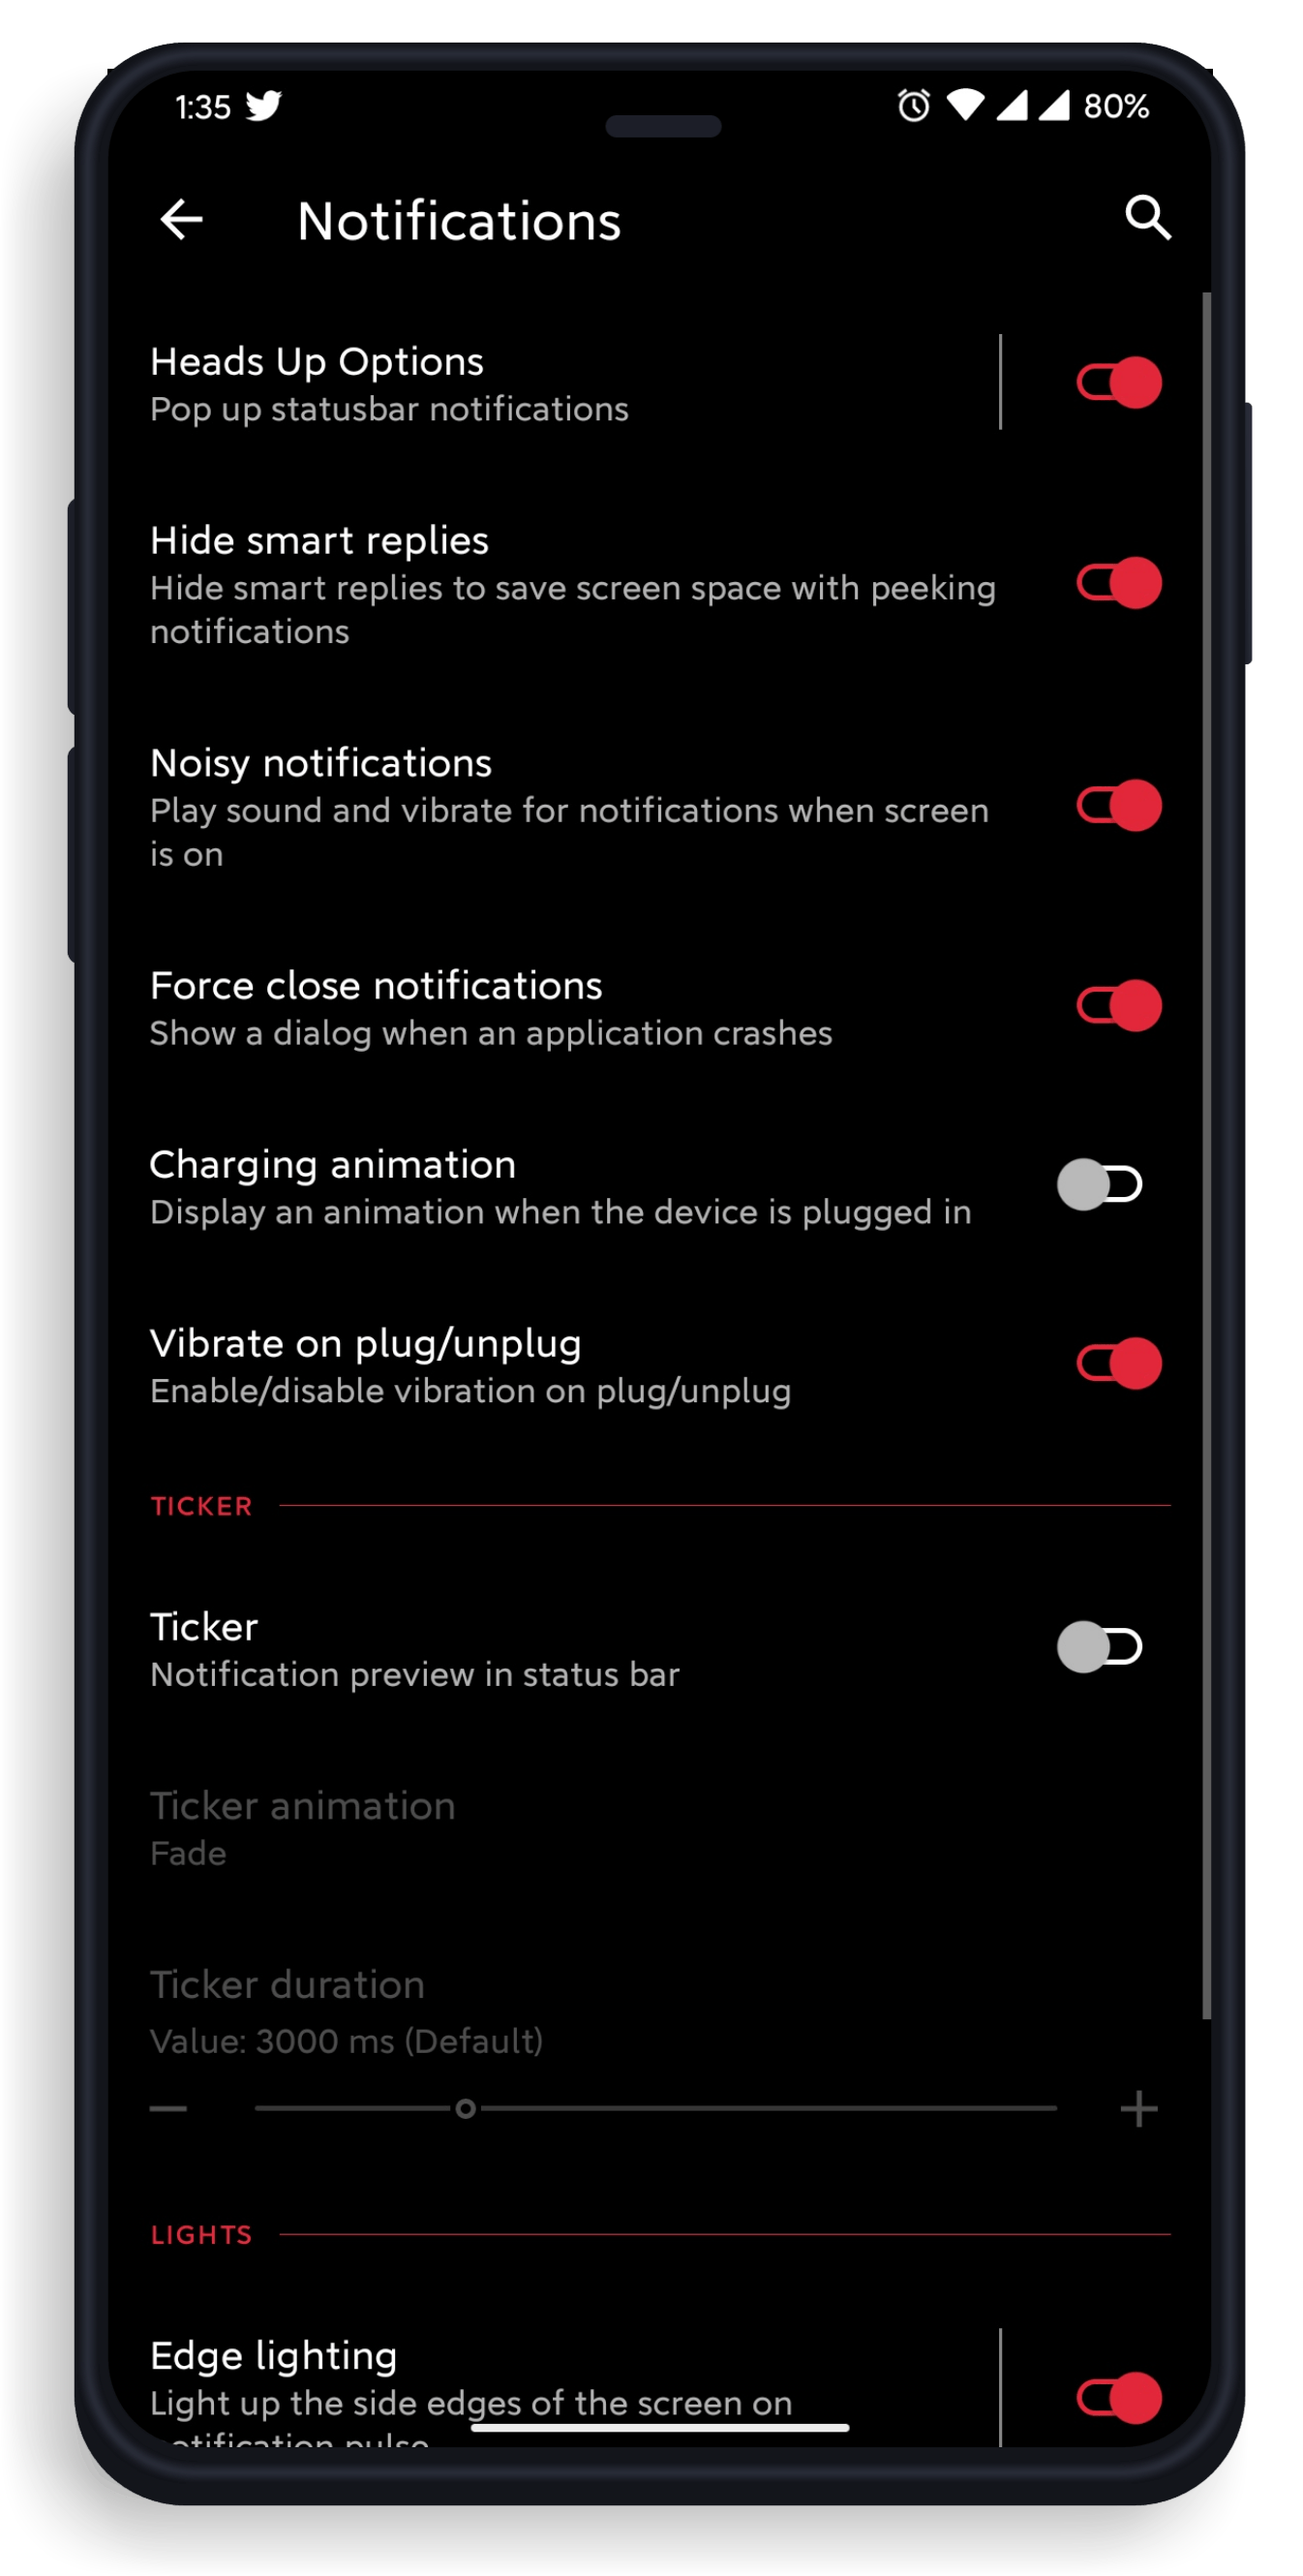 1:35 80%
Notifications
Heads Up Options
Pop up statusbar notifications
Hide smart replies
Hide smart replies to save screen space with peeking
notifications
Noisy notifications
Play sound and vibrate for notifications when screen
is on
Force close notifications
Show a dialog when an application crashes
Charging animation
Display an animation when the device is plugged in
Vibrate on plug/unplug
Enable/disable vibration on plug/unplug
TICKER
Ticker
Notification preview in status bar
Ticker animation
Fade
Ticker duration
Value: 3000 ms (Default)
LIGHTS
Edge lighting
Light up the side edges of the screen on
notification pulse